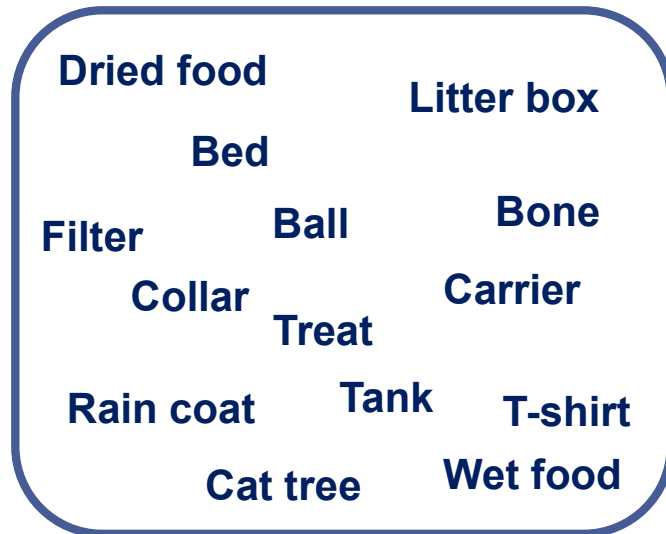 Dried food
Litter box
Bed
Bone
Ball
Filter
Carrier
Collar
Treat
Tank
Rain coat
T-shirt
Wet food
Cat tree